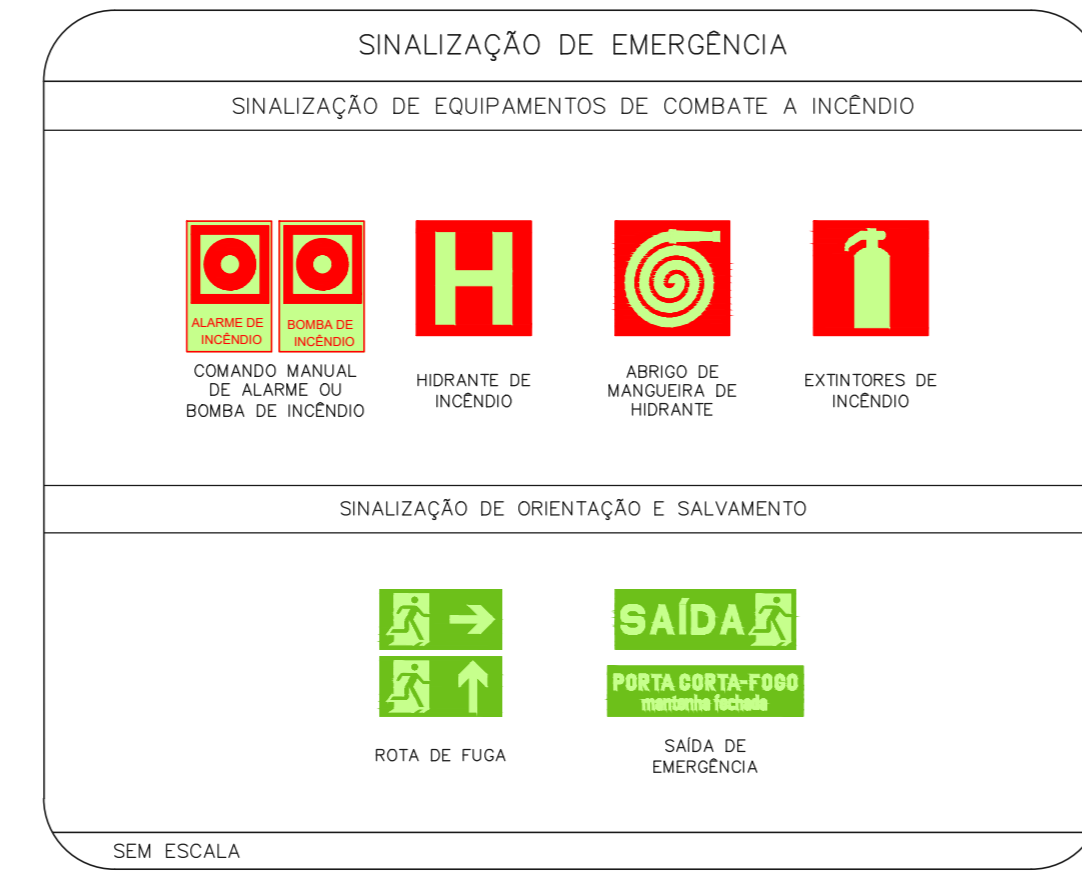 SINALIZAÇÃO DE EMERGÊNCIA
SINALIZAÇÃO DE EQUIPAMENTOS DE COMBATE A INCÊNDIO
ALARME DE
INCÊNDIO
BOMBA DE
INCÊNDIO
COMANDO MANUAL
DE ALARME OU
BOMBA DE INCÊNDIO
H
HIDRANTE DE
INCÊNDIO
ABRIGO DE
MANGUEIRA DE
HIDRANTE
EXTINTORES DE
INCÊNDIO
SINALIZAÇÃO DE ORIENTAÇÃO E SALVAMENTO
ROTA DE FUGA
SAÍDA
PORTA CORTA-FOGO
mantenha fechada
SAÍDA DE
EMERGÊNCIA
SEM ESCALA